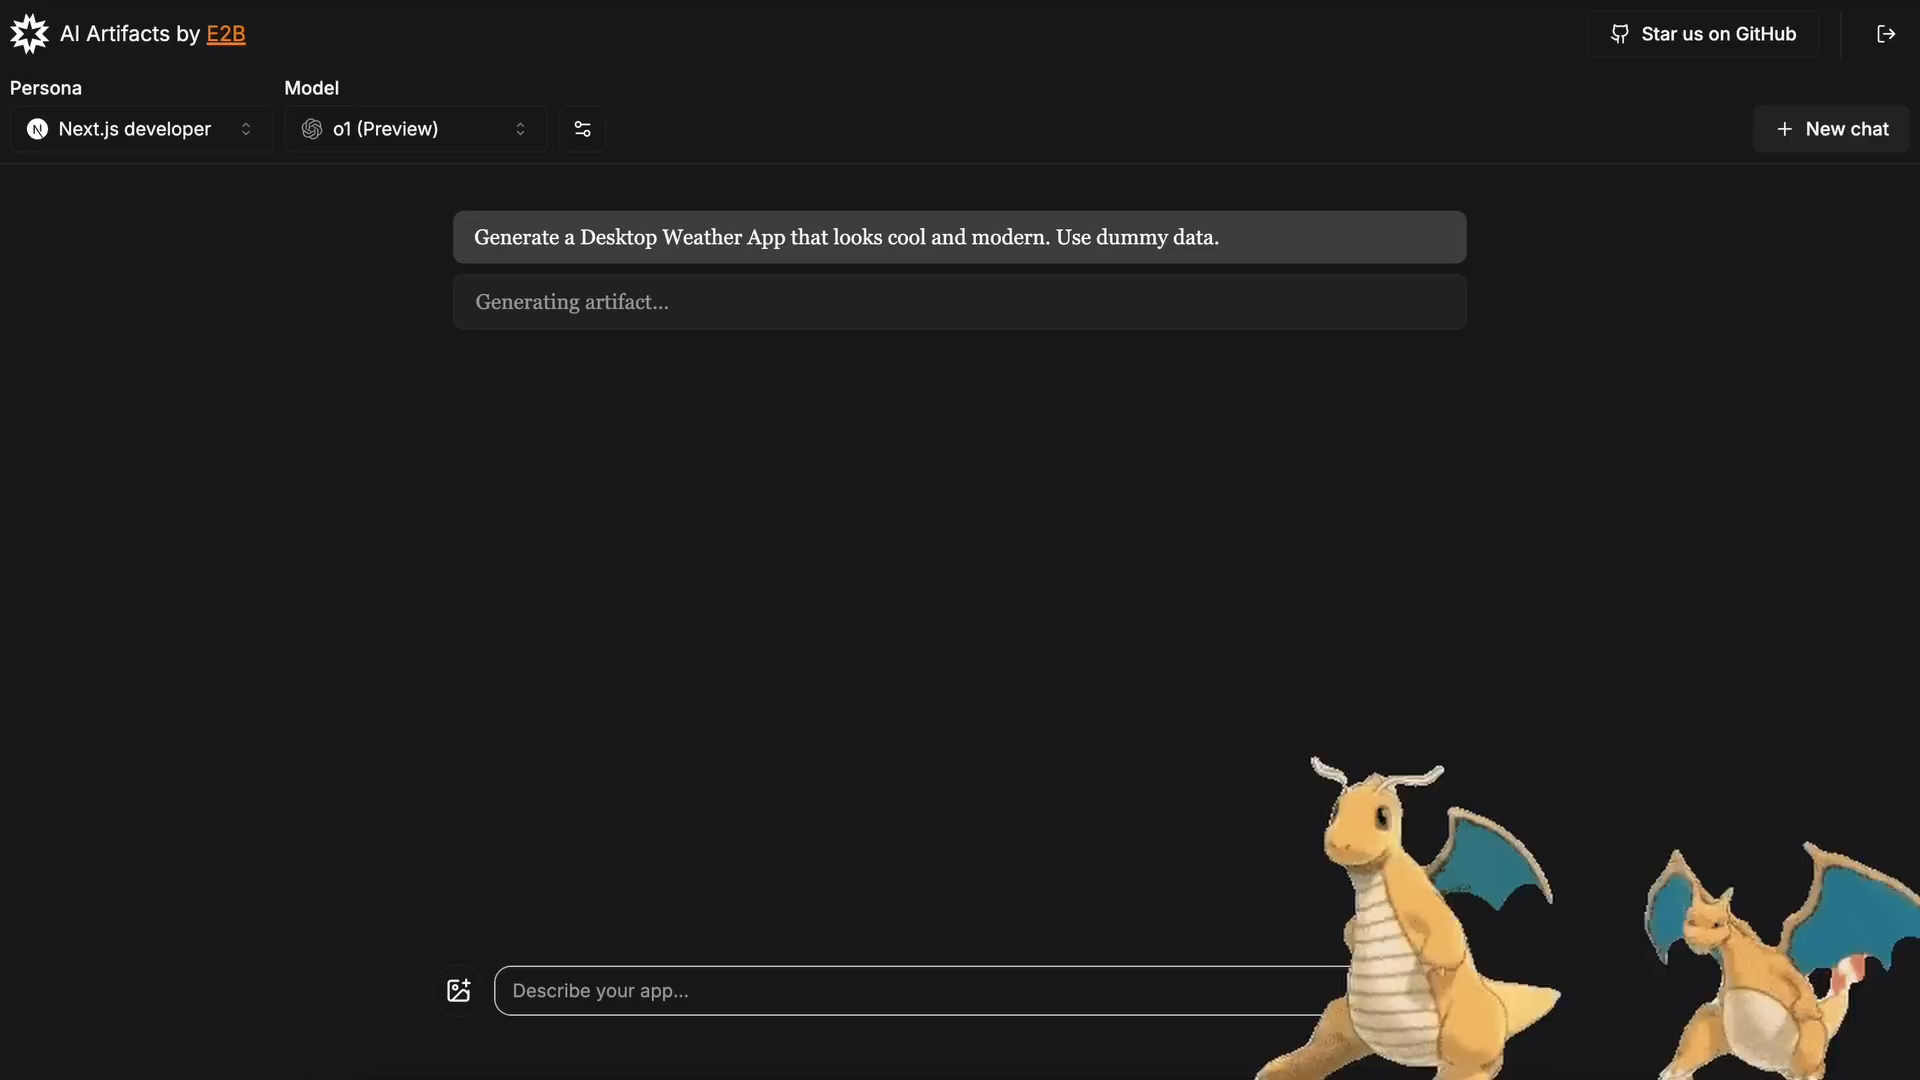 AI Artifacts by E2B
Star us on GitHub
Persona
Model
N Next.js developer
o1 (Preview)
New chat
Generate a Desktop Weather App that looks cool and modern. Use dummy data.
Generating artifact...
Describe your app...